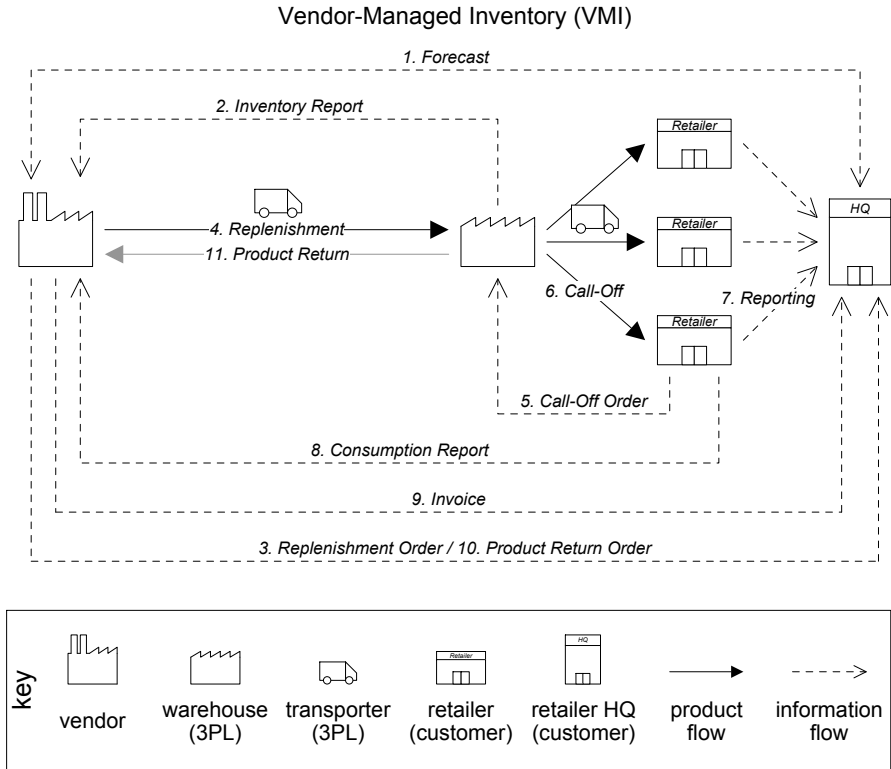 Vendor-Managed Inventory (VMI)
1. Forecast
2. Inventory Report
Retailer
HQ
4. Replenishment
Retailer
11. Product Return
6. Call-Off
7. Reporting
Retailer
5. Call-Off Order
8. Consumption Report
9. Invoice
3. Replenishment Order / 10. Product Return Order
key
HQ
Retailer
vendor
warehouse
(3PL)
transporter
(3PL)
retailer
(customer)
retailer HQ
(customer)
product
flow
information
flow